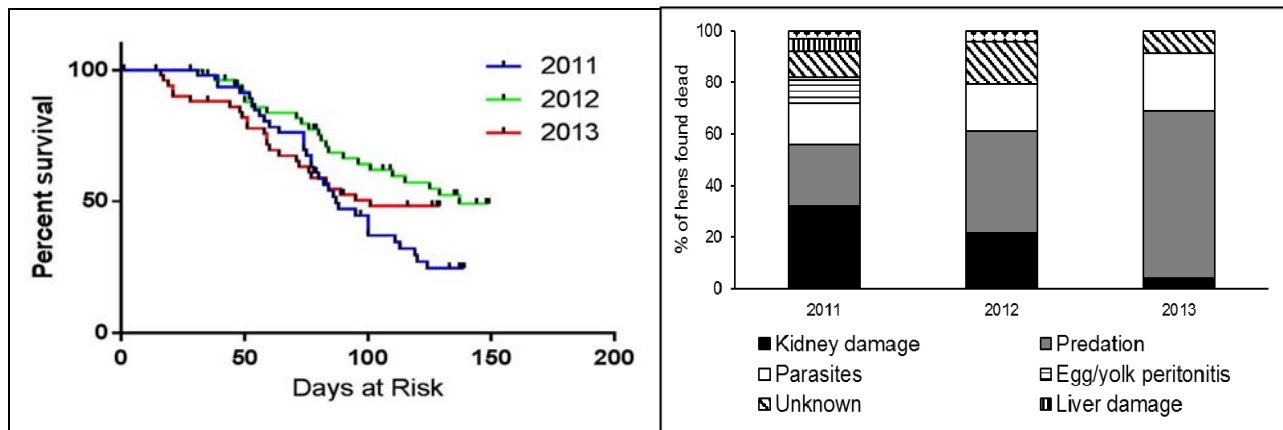 100
50
0
Percent survival
0 50 100 150 200
Days at Risk
2011
2012
2013
% of hens found dead
100
80
60
40
20
0
2011 2012 2013
Kidney damage Predation
Parasites Egg/yolk peritonitis
Unknown Liver damage